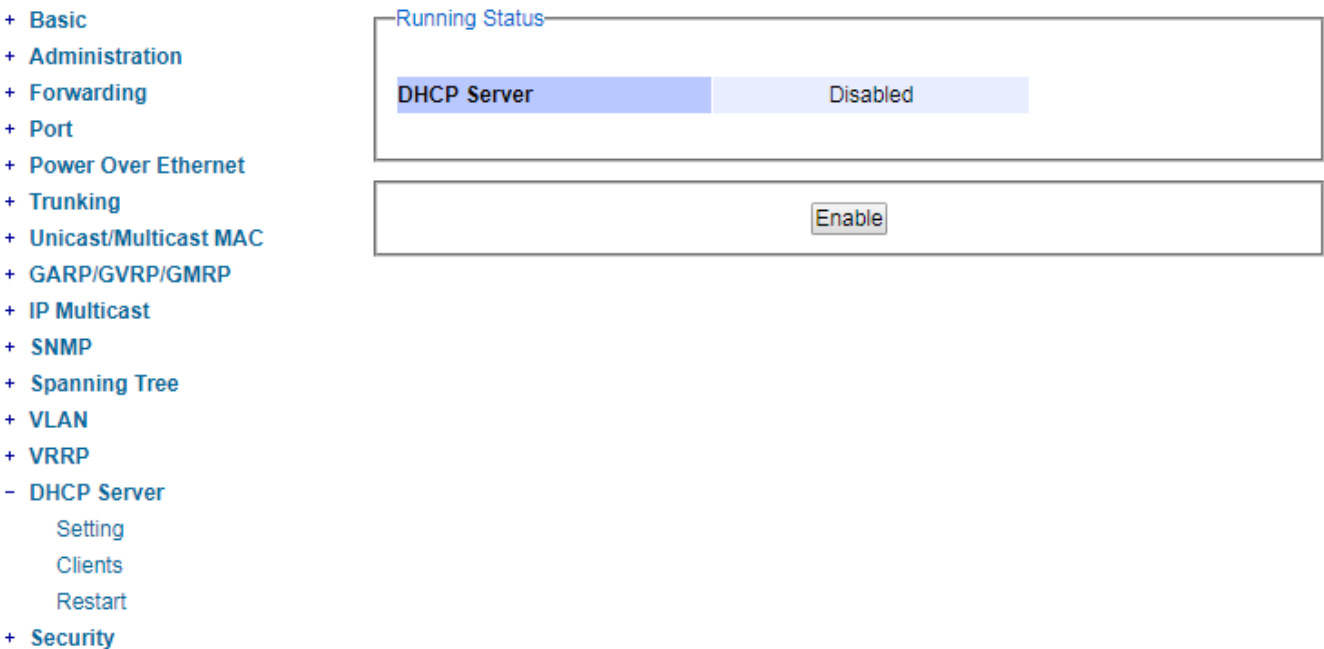 + Basic
+ Administration
+ Forwarding
+ Port
+ Power Over Ethernet
+ Trunking
+ Unicast/Multicast MAC
+ GARP/GVRP/GMRP
+ IP Multicast
+ SNMP
+ Spanning Tree
+ VLAN
+ VRRP
- DHCP Server
Setting
Clients
Restart
+ Security
Running Status
DHCP Server Disabled
Enable